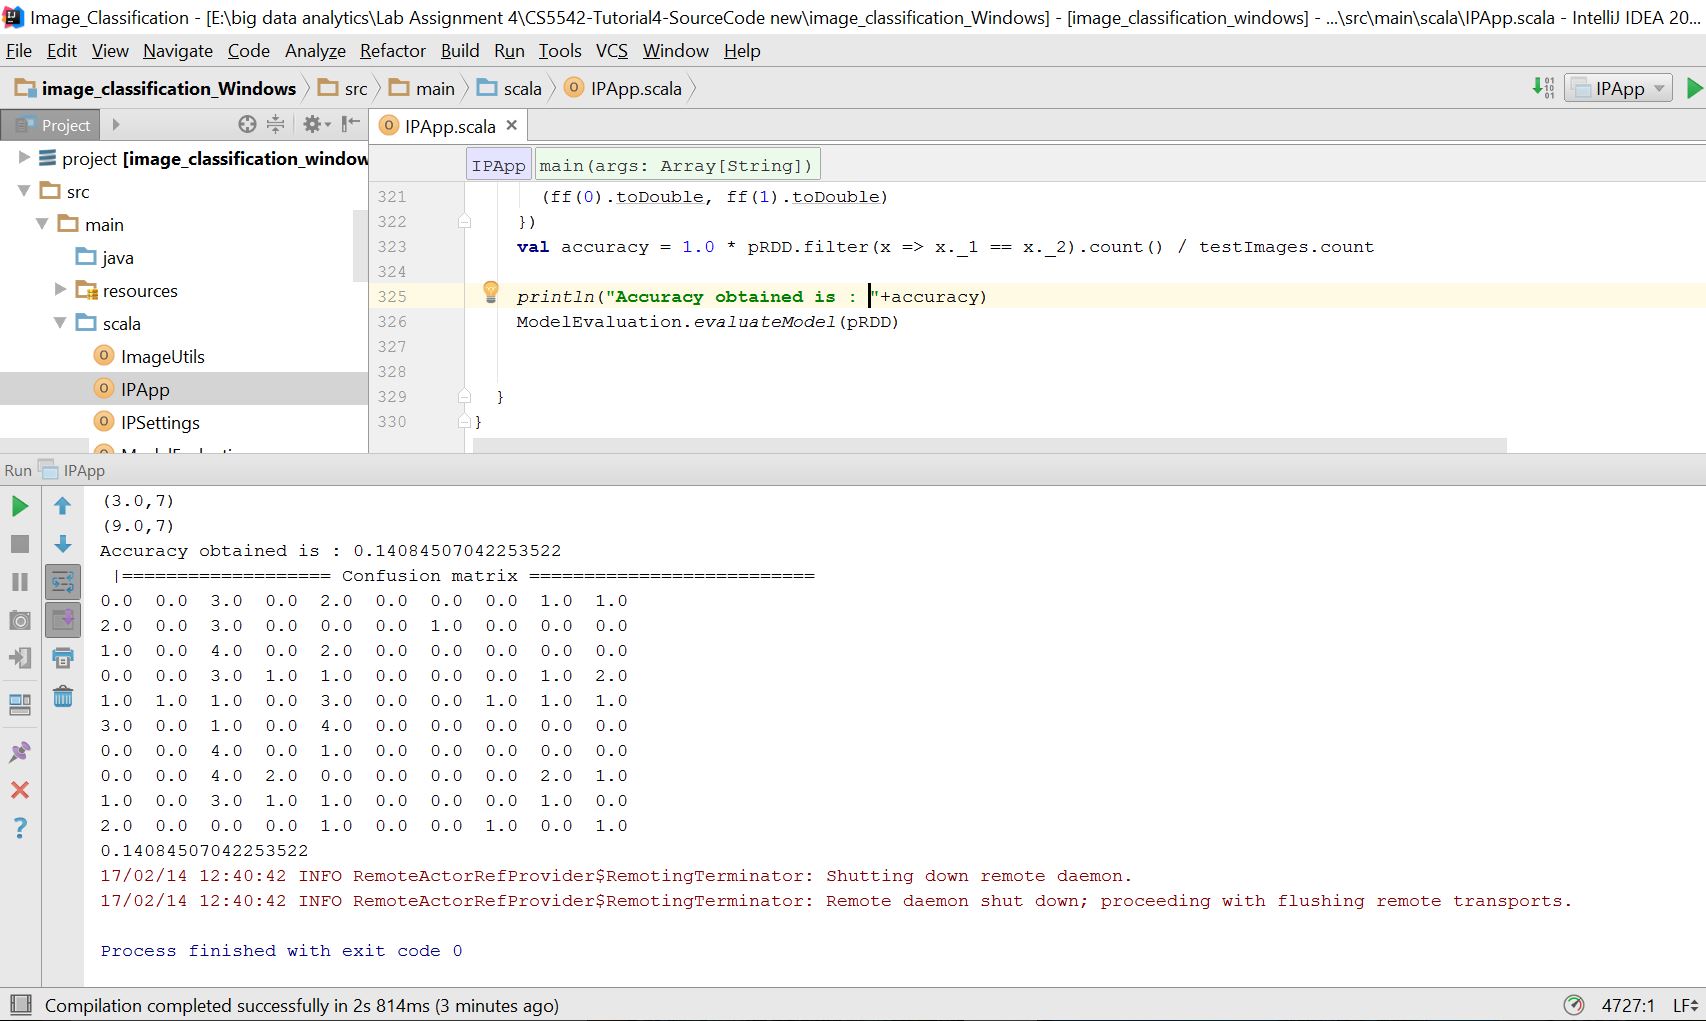 Image_Classification - [E:\big data analytics\Lab Assignment 4\CS5542-Tutorial4-SourceCode new\image_classification_Windows] - [image_classification_windows] - ...\src\main\scala\IPApp.scala - IntelliJ IDEA 20...
File Edit View Navigate Code Analyze Refactor Build Run Tools VCS Window Help
image_classification_Windows src main scala IPApp.scala IPApp
Project IPApp.scala
project [image_classification_window
src
main
java
resources
scala
ImageUtils
IPApp
IPSettings
IPApp main(args: Array[String])
321 (ff(0).toDouble, ff(1).toDouble)
322 })
323 val accuracy = 1.0 * pRDD.filter(x => x._1 == x._2).count() / testImages.count
324
325 println("Accuracy obtained is : "+accuracy)
326 ModelEvaluation.evaluateModel(pRDD)
327
328
329 }
330 }
Run IPApp
(3.0,7)
(9.0,7)
Accuracy obtained is : 0.14084507042253522
|=================== Confusion matrix ==========================
0.0 0.0 3.0 0.0 2.0 0.0 0.0 0.0 1.0 1.0
2.0 0.0 3.0 0.0 0.0 0.0 1.0 0.0 0.0 0.0
1.0 0.0 4.0 0.0 2.0 0.0 0.0 0.0 0.0 0.0
0.0 0.0 3.0 1.0 1.0 0.0 0.0 0.0 1.0 2.0
1.0 1.0 1.0 0.0 3.0 0.0 0.0 1.0 1.0 1.0
3.0 0.0 1.0 0.0 4.0 0.0 0.0 0.0 0.0 0.0
0.0 0.0 4.0 0.0 1.0 0.0 0.0 0.0 0.0 0.0
0.0 0.0 4.0 2.0 0.0 0.0 0.0 0.0 2.0 1.0
1.0 0.0 3.0 1.0 1.0 0.0 0.0 0.0 1.0 0.0
2.0 0.0 0.0 0.0 1.0 0.0 0.0 1.0 0.0 1.0
0.14084507042253522
17/02/14 12:40:42 INFO RemoteActorRefProvider$RemotingTerminator: Shutting down remote daemon.
17/02/14 12:40:42 INFO RemoteActorRefProvider$RemotingTerminator: Remote daemon shut down; proceeding with flushing remote transports.
Process finished with exit code 0
Compilation completed successfully in 2s 814ms (3 minutes ago) 4727:1 LF